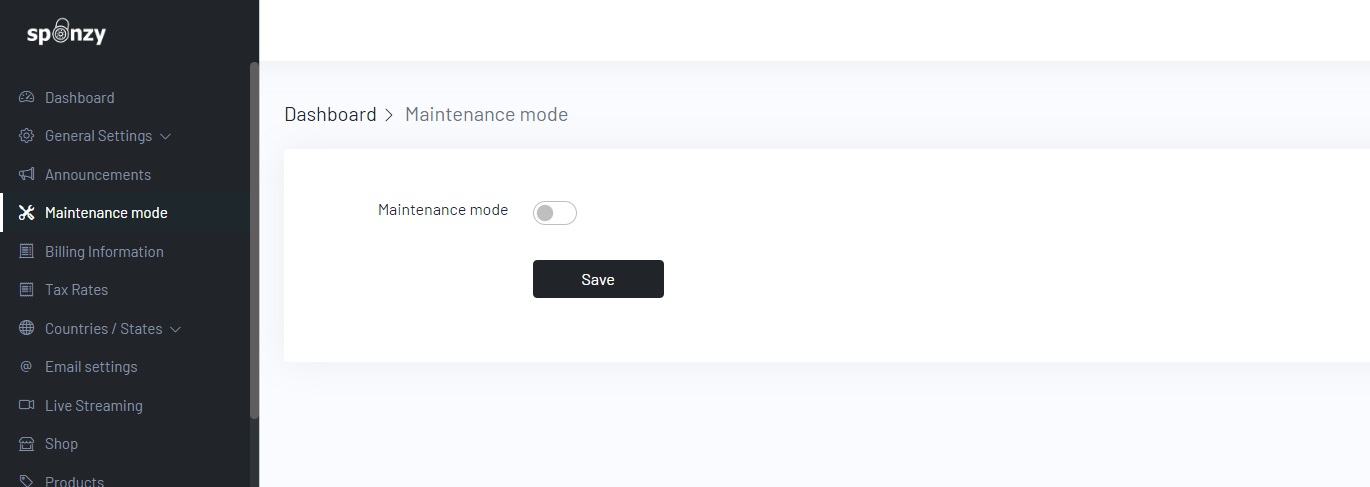 sponzy
Dashboard
General Settings
Announcements
Maintenance mode
Billing Information
Tax Rates
Countries / States
@ Email settings
Live Streaming
Shop
Products
Dashboard > Maintenance mode
Maintenance mode
Save